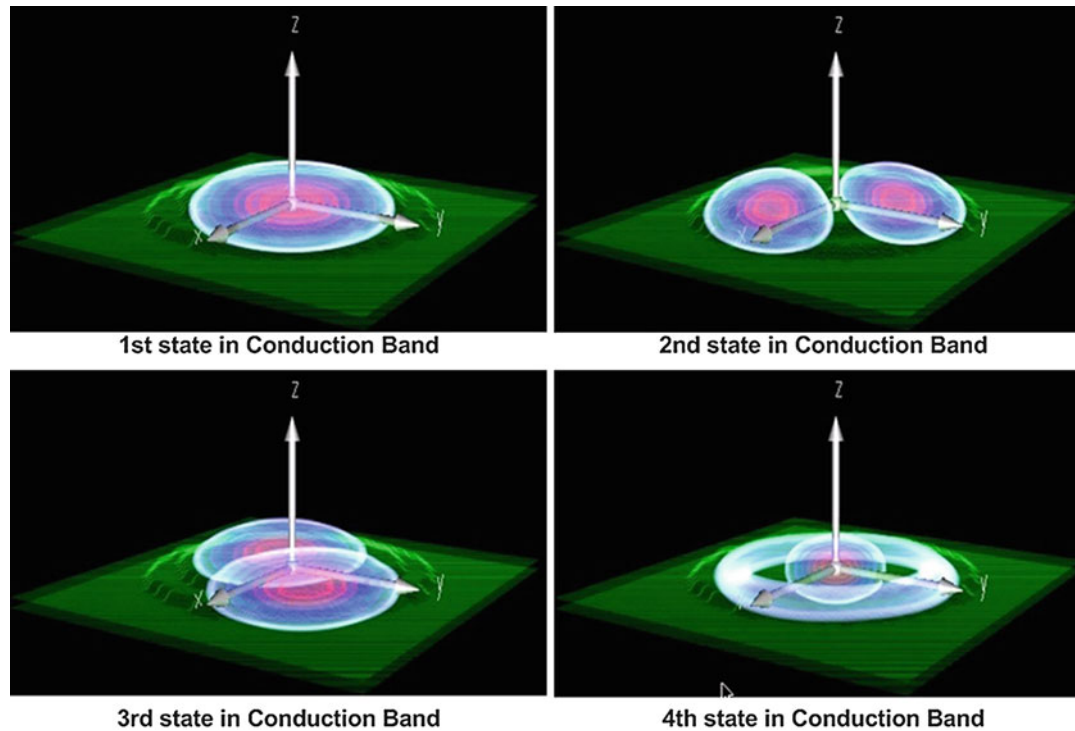 Z
x
y
1st state in Conduction Band
Z
x
y
2nd state in Conduction Band
Z
x
y
3rd state in Conduction Band
Z
y
4th state in Conduction Band